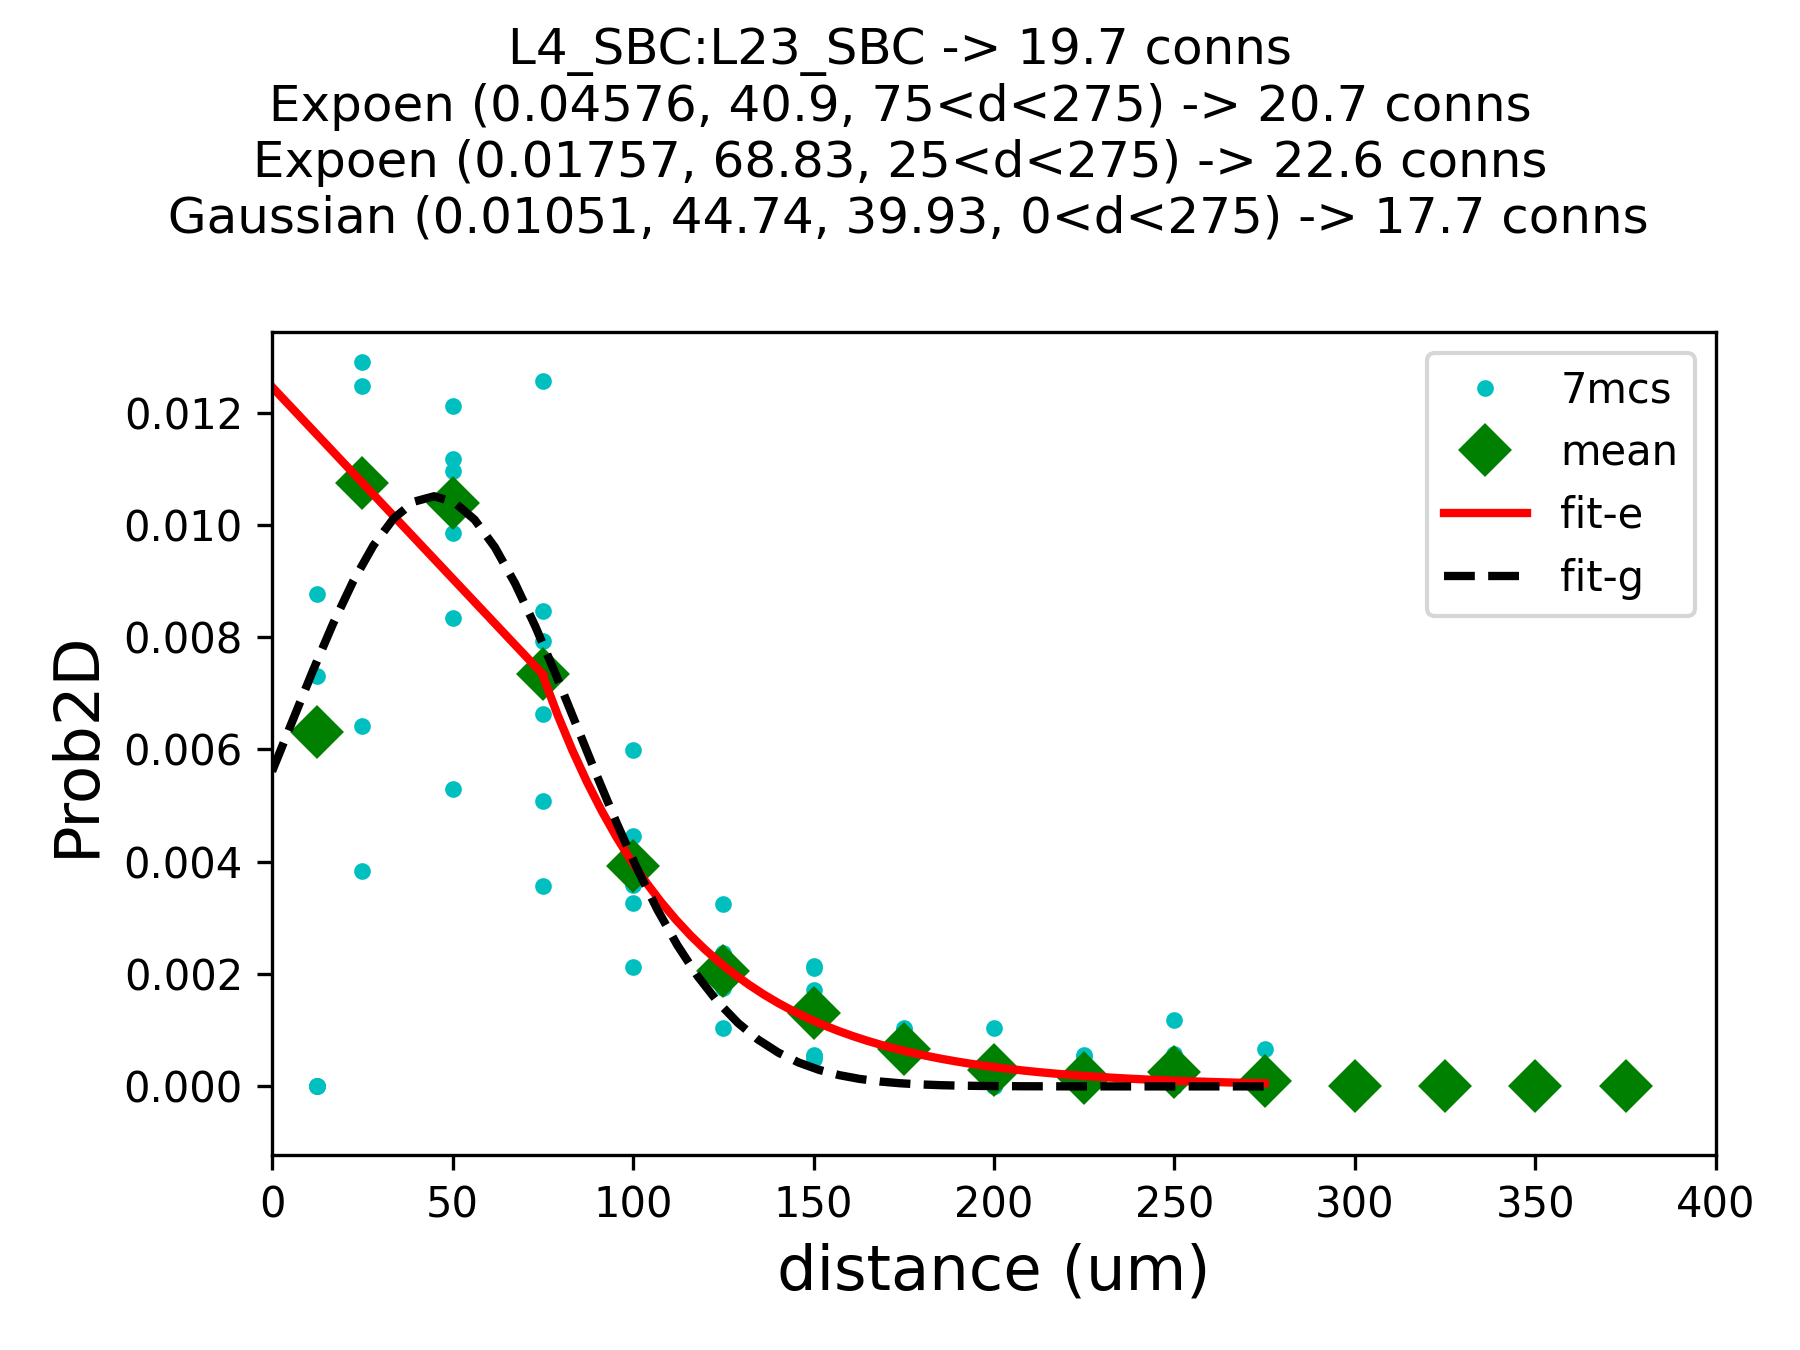 L4_SBC:L23_SBC -> 19.7 conns
Expoen (0.04576, 40.9, 75<d<275) -> 20.7 conns
Expoen (0.01757, 68.83, 25<d<275) -> 22.6 conns
Gaussian (0.01051, 44.74, 39.93, 0<d<275) -> 17.7 conns
7mcs
mean
fit-e
fit-g
Prob2D
0.012
0.010
0.008
0.006
0.004
0.002
0.000
0 50 100 150 200 250 300 350 400
distance (um)